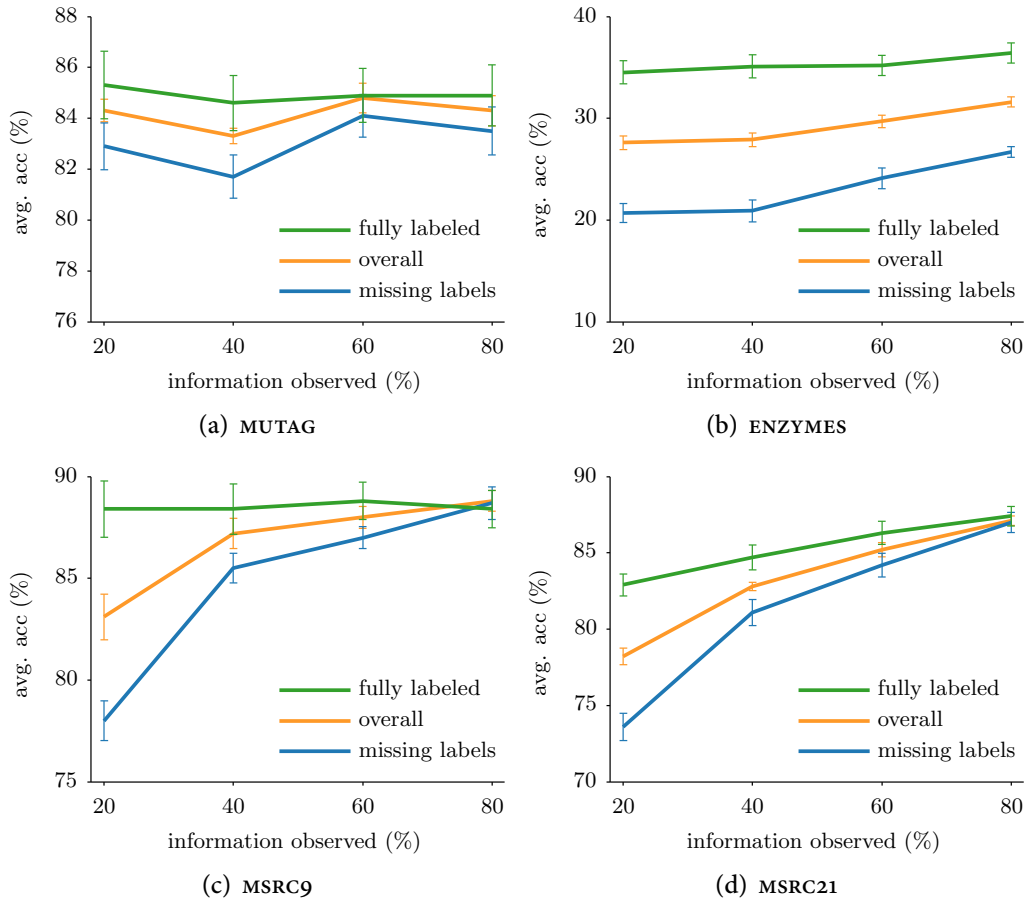 88
86
84
82
80
78
76
avg. acc (%)
fully labeled
overall
missing labels
20 40 60 80
information observed (%)
(a) MUTAG
40
30
20
10
avg. acc (%)
fully labeled
overall
missing labels
20 40 60 80
information observed (%)
(b) ENZYMES
90
85
80
75
avg. acc (%)
fully labeled
overall
missing labels
20 40 60 80
information observed (%)
(c) MSRC9
90
85
80
75
70
avg. acc (%)
fully labeled
overall
missing labels
20 40 60 80
information observed (%)
(d) MSRC21